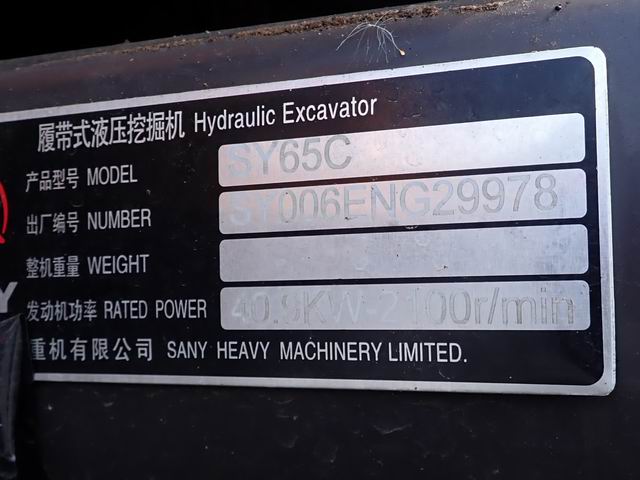 履带式液压挖掘机 Hydraulic Excavator
产品型号 MODEL SY65C
出厂编号 NUMBER SY006ENG29978
整机重量 WEIGHT
发动机功率 RATED POWER 40.9KW-2100r/min
Y
重机有限公司 SANY HEAVY MACHINERY LIMITED.